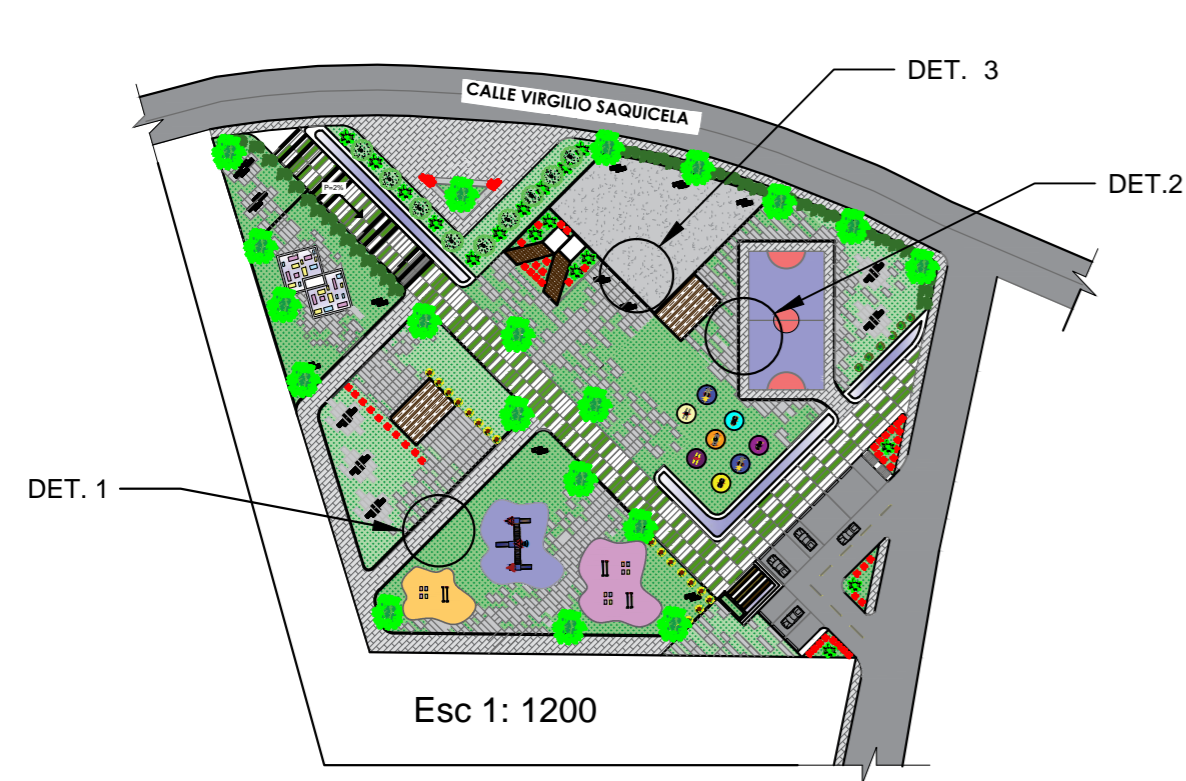 DET. 3
CALLE VIRGILIO SAQUICELA
DET.2
P=2%
DET. 1
Esc 1: 1200